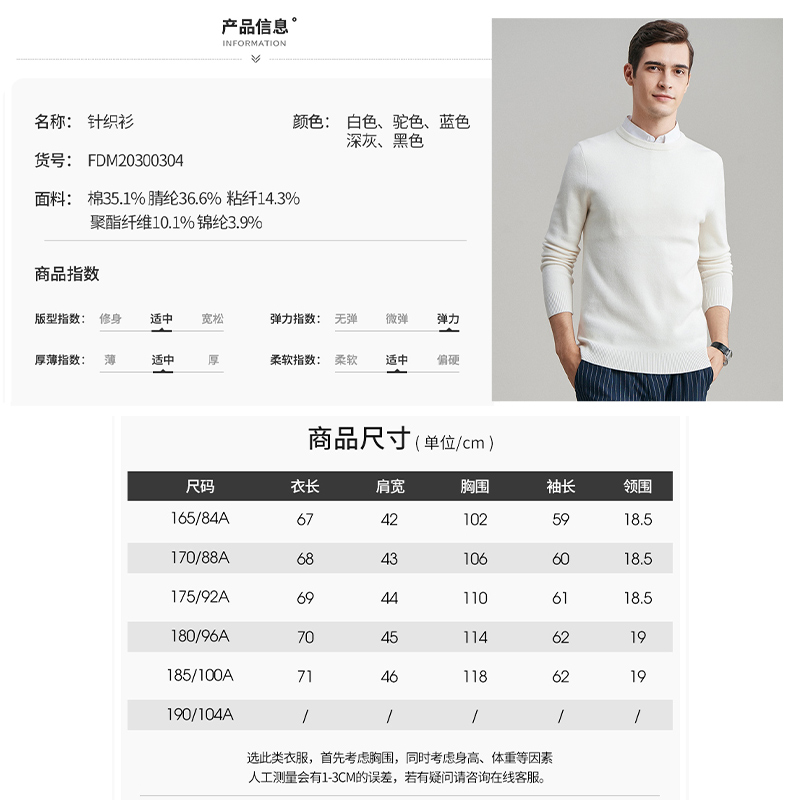 产品信息°
INFORMATION
名称： 针织衫 颜色： 白色、驼色、蓝色
深灰、黑色
货号： FDM20300304
面料： 棉35.1% 腈纶36.6% 粘纤14.3%
聚酯纤维10.1% 锦纶3.9%
商品指数
版型指数： 修身 适中 宽松 弹力指数： 无弹 微弹 弹力
厚薄指数： 薄 适中 厚 柔软指数： 柔软 适中 偏硬
商品尺寸 ( 单位/cm )
尺码 衣长 肩宽 胸围 袖长 领围
165/84A 67 42 102 59 18.5
170/88A 68 43 106 60 18.5
175/92A 69 44 110 61 18.5
180/96A 70 45 114 62 19
185/100A 71 46 118 62 19
190/104A / / / / /
选此类衣服，首先考虑胸围，同时考虑身高、体重等因素
人工测量会有1-3CM的误差，若有疑问请咨询在线客服。